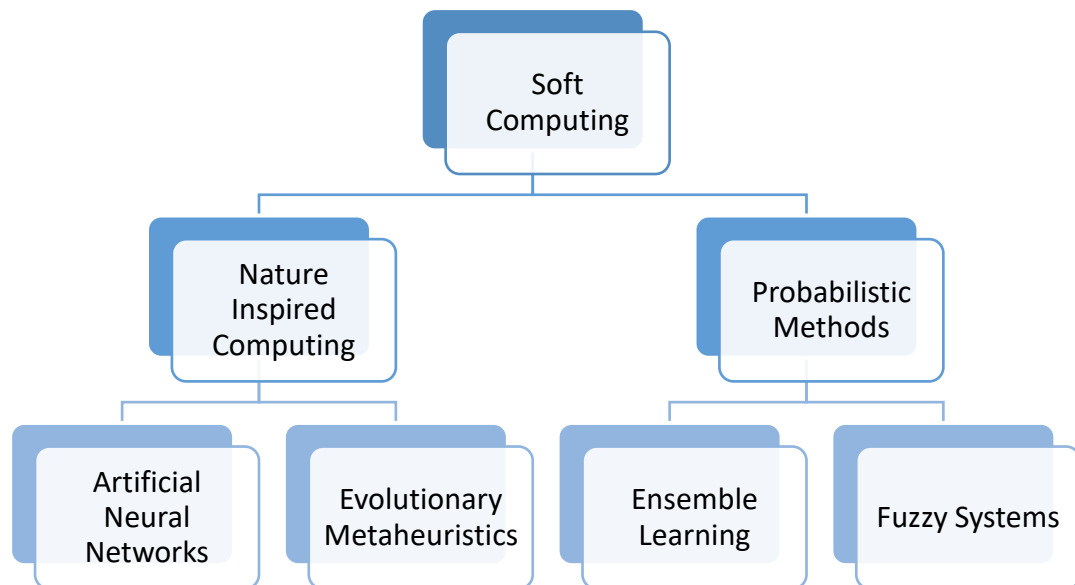 Soft
Computing
Nature
Inspired
Computing
Probabilistic
Methods
Artificial
Neural
Networks
Evolutionary
Metaheuristics
Ensemble
Learning
Fuzzy Systems